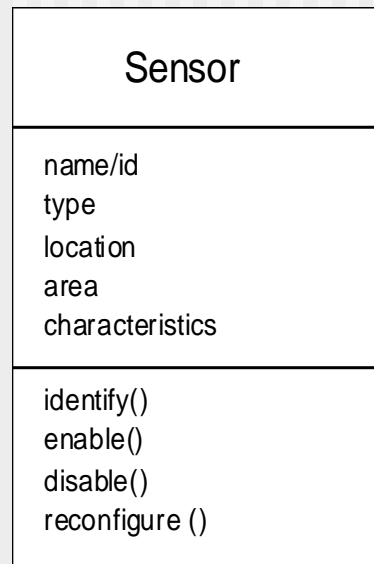 Sensor
name/id
type
location
area
characteristics
identify()
enable()
disable()
reconfigure ()